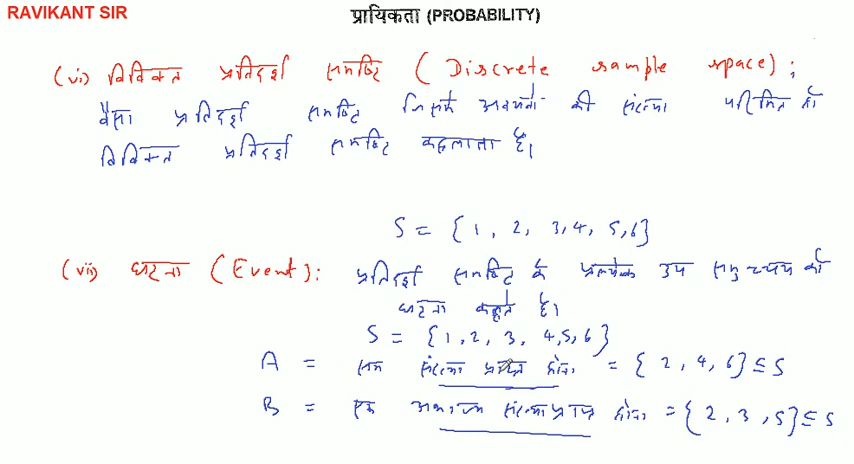 RAVIKANT SIR
प्रायिकता (PROBABILITY)
(vi) विविक्त प्रतिदर्श समष्टि (Discrete sample space) ;
वैसा प्रतिदर्श समष्टि जिसके अवयवों की संख्या परिमित हो
विविक्त प्रतिदर्श समष्टि कहलाता है।
S = {1, 2, 3, 4, 5, 6}
(vii) घटना (Event) : प्रतिदर्श समष्टि के प्रत्येक उप समुच्चय को
घटना कहते है।
S = {1, 2, 3, 4, 5, 6}
A = सम संख्या प्राप्त होना = {2, 4, 6} ⊆ S
B = एक अभाज्य संख्या प्राप्त होना = {2, 3, 5} ⊆ S